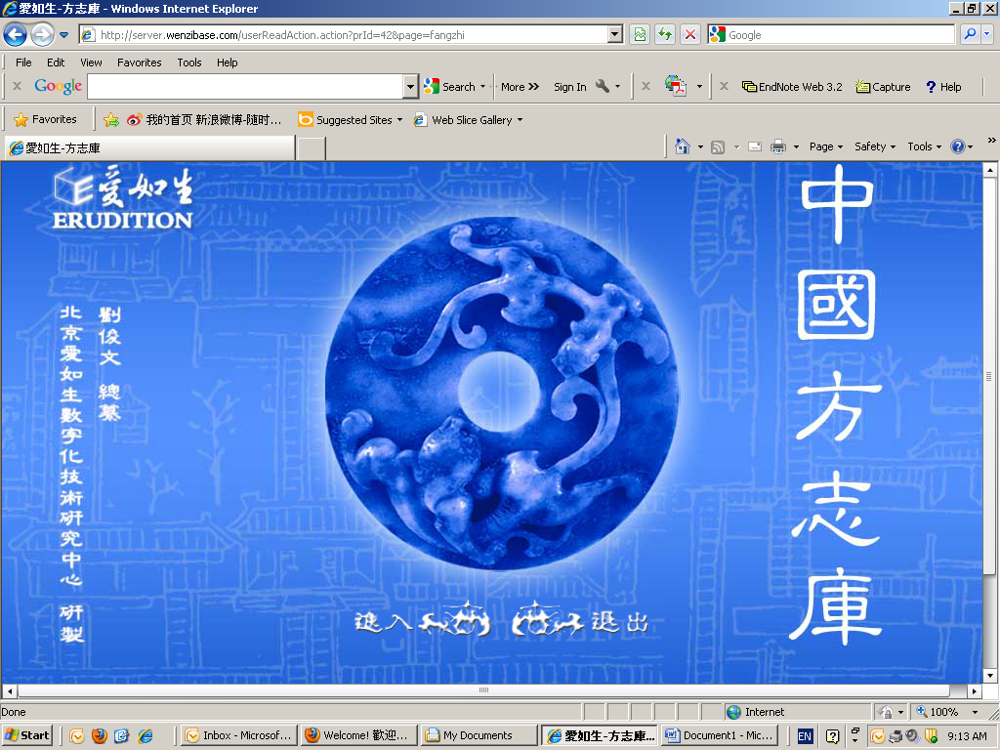 愛如生-方志庫 - Windows Internet Explorer
http://server.wenzibase.com/userReadAction.action?prId=42&page=fangzhi
Google
File Edit View Favorites Tools Help
Google Search More >> Sign In EndNote Web 3.2 Capture Help
Favorites 我的首页 新浪微博-随时... Suggested Sites Web Slice Gallery
愛如生-方志庫 Page Safety Tools
愛如生
ERUDITION
中國方志庫
劉俊文 總纂
北京愛如生數字化技術研究中心 研製
進入 退出
Done Internet 100%
Start Inbox - Microsof... Welcome! 歡迎... My Documents 愛如生-方志庫... Document1 - Mic... EN 9:13 AM